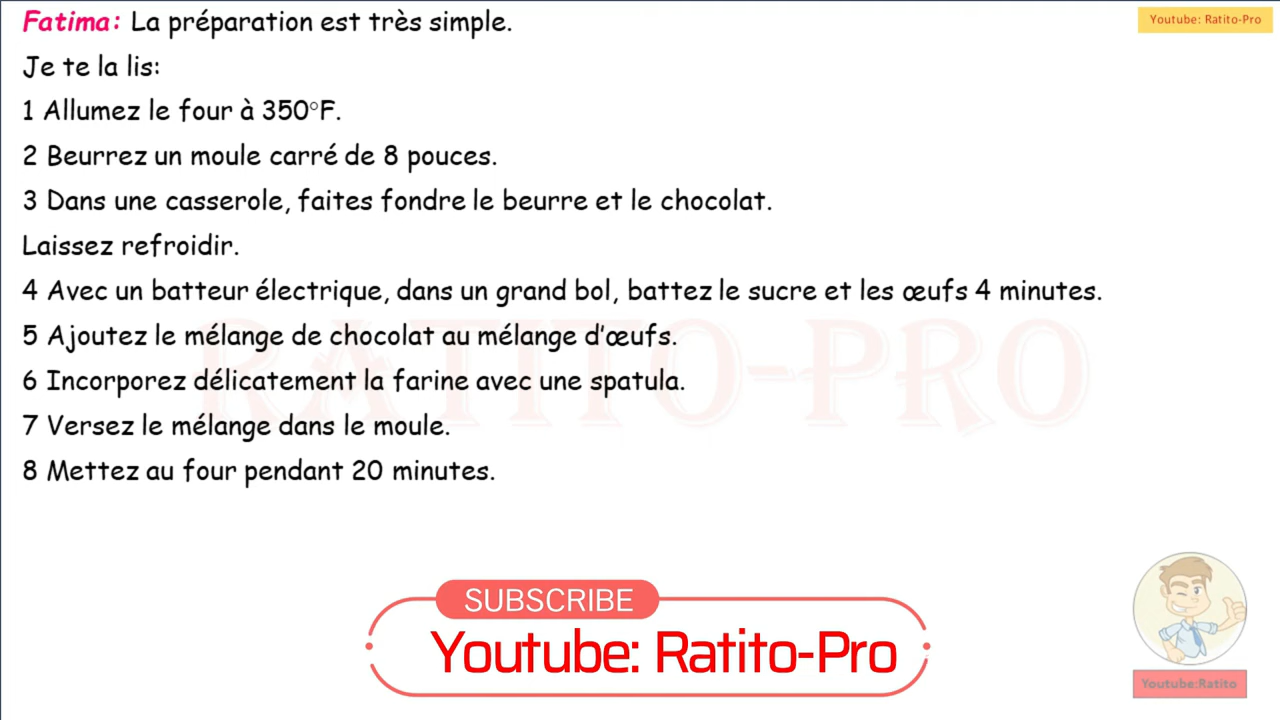 Fatima: La préparation est très simple.
Youtube: Ratito-Pro
Je te la lis:
1 Allumez le four à 350°F.
2 Beurrez un moule carré de 8 pouces.
3 Dans une casserole, faites fondre le beurre et le chocolat.
Laissez refroidir.
4 Avec un batteur électrique, dans un grand bol, battez le sucre et les œufs 4 minutes.
5 Ajoutez le mélange de chocolat au mélange d’œufs.
6 Incorporez délicatement la farine avec une spatula.
RATITO-PRO
7 Versez le mélange dans le moule.
8 Mettez au four pendant 20 minutes.
SUBSCRIBE
Youtube: Ratito-Pro
Youtube:Ratito